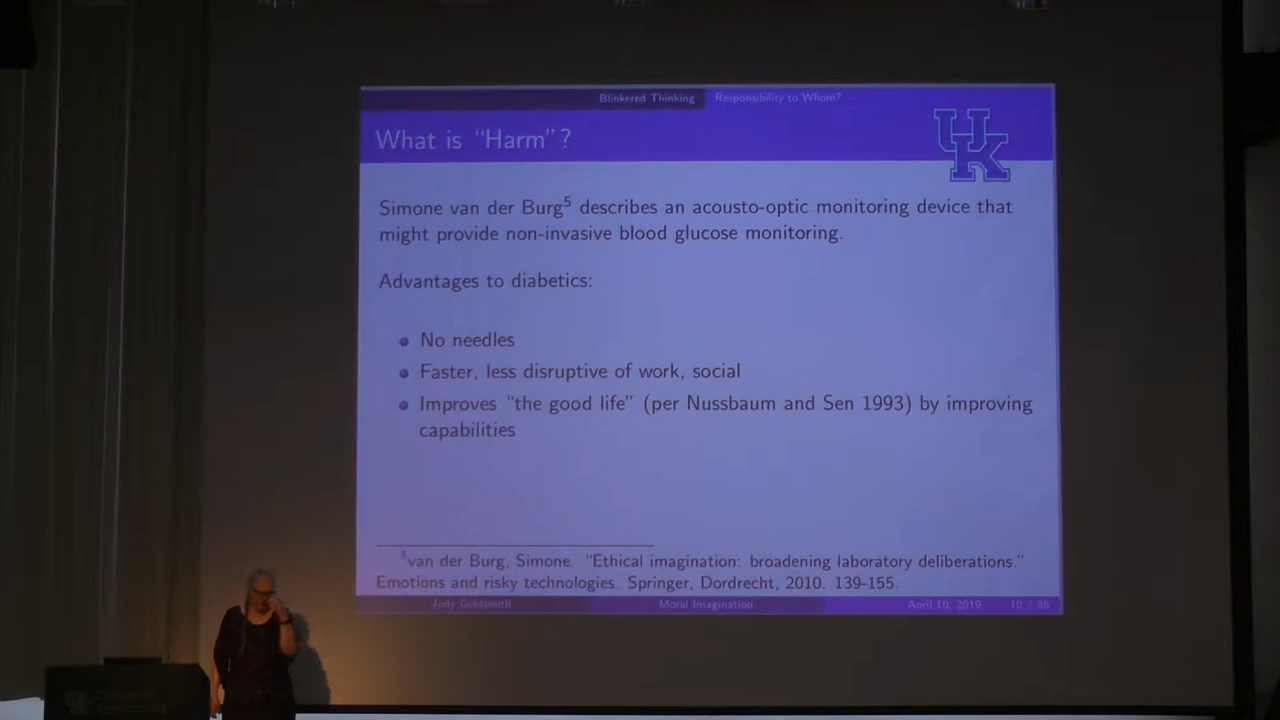 Blinkered Thinking Responsibility to Whom?
What is “Harm”?
UK
Simone van der Burg5 describes an acousto-optic monitoring device that
might provide non-invasive blood glucose monitoring.
Advantages to diabetics:
No needles
Faster, less disruptive of work, social
Improves “the good life” (per Nussbaum and Sen 1993) by improving
capabilities
5van der Burg, Simone. “Ethical imagination: broadening laboratory deliberations.”
Emotions and risky technologies. Springer, Dordrecht, 2010. 139-155.
Judy Goldsmith Moral Imagination April 10, 2019 10 / 36